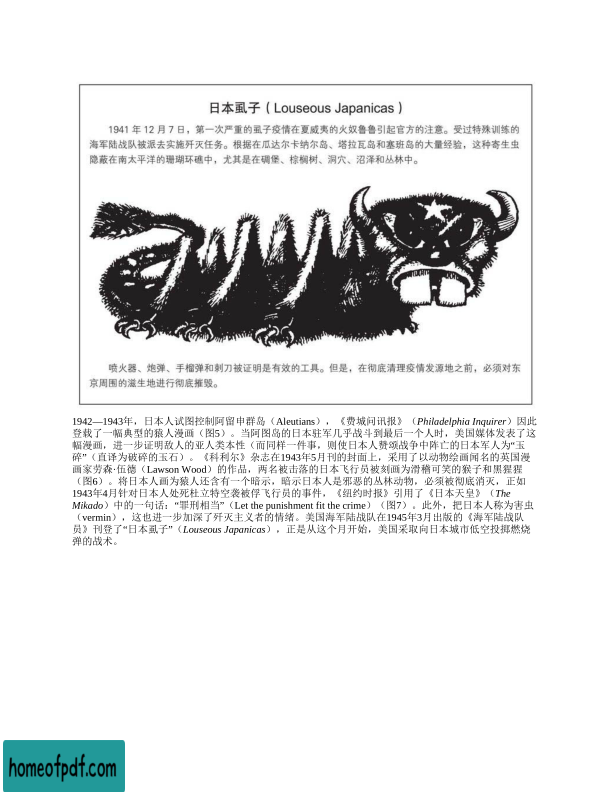 日本虱子（Louseous Japanicas）
1941 年 12 月 7 日，第一次严重的虱子疫情在夏威夷的火奴鲁鲁引起官方的注意。受过特殊训练的
海军陆战队被派去实施歼灭任务。根据在瓜达尔卡纳尔岛、塔拉瓦岛和塞班岛的大量经验，这种寄生虫
隐蔽在南太平洋的珊瑚环礁中，尤其是在碉堡、棕榈树、洞穴、沼泽和丛林中。
喷火器、炮弹、手榴弹和刺刀被证明是有效的工具。但是，在彻底清理疫情发源地之前，必须对东
京周围的滋生地进行彻底摧毁。
1942—1943年，日本人试图控制阿留申群岛（Aleutians），《费城问讯报》（Philadelphia Inquirer）因此
登载了一幅典型的猿人漫画（图5）。当阿图岛的日本驻军几乎战斗到最后一个人时，美国媒体发表了这
幅漫画，进一步证明敌人的亚人类本性（而同样一件事，则使日本人赞颂战争中阵亡的日本军人为“玉
碎”（直译为破碎的玉石）。《科利尔》杂志在1943年5月刊的封面上，采用了以动物绘画闻名的英国漫
画家劳森·伍德（Lawson Wood）的作品，两名被击落的日本飞行员被刻画为滑稽可笑的猴子和黑猩猩
（图6）。将日本人画为猿人还含有一个暗示，暗示日本人是邪恶的丛林动物，必须被彻底消灭，正如
1943年4月针对日本人处死杜立特空袭被俘飞行员的事件，《纽约时报》引用了《日本天皇》（The
Mikado）中的一句话：“罪刑相当”（Let the punishment fit the crime）（图7）。此外，把日本人称为害虫
（vermin），这也进一步加深了歼灭主义者的情绪。美国海军陆战队在1945年3月出版的《海军陆战队
员》刊登了“日本虱子”（Louseous Japanicas），正是从这个月开始，美国采取向日本城市低空投掷燃烧
弹的战术。
homeofpdf.com